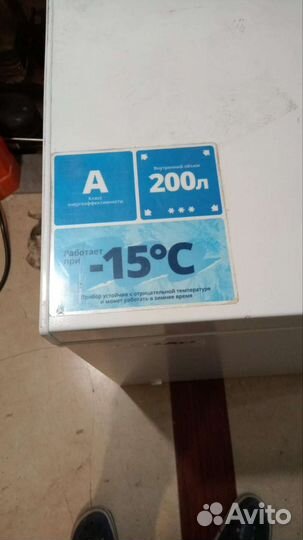 A
Класс
энергоэффективности
Внутренний объем
200л
***
Работает
при
-15°C
Прибор устойчив к отрицательной температуре
и может работать в зимнее время
Avito